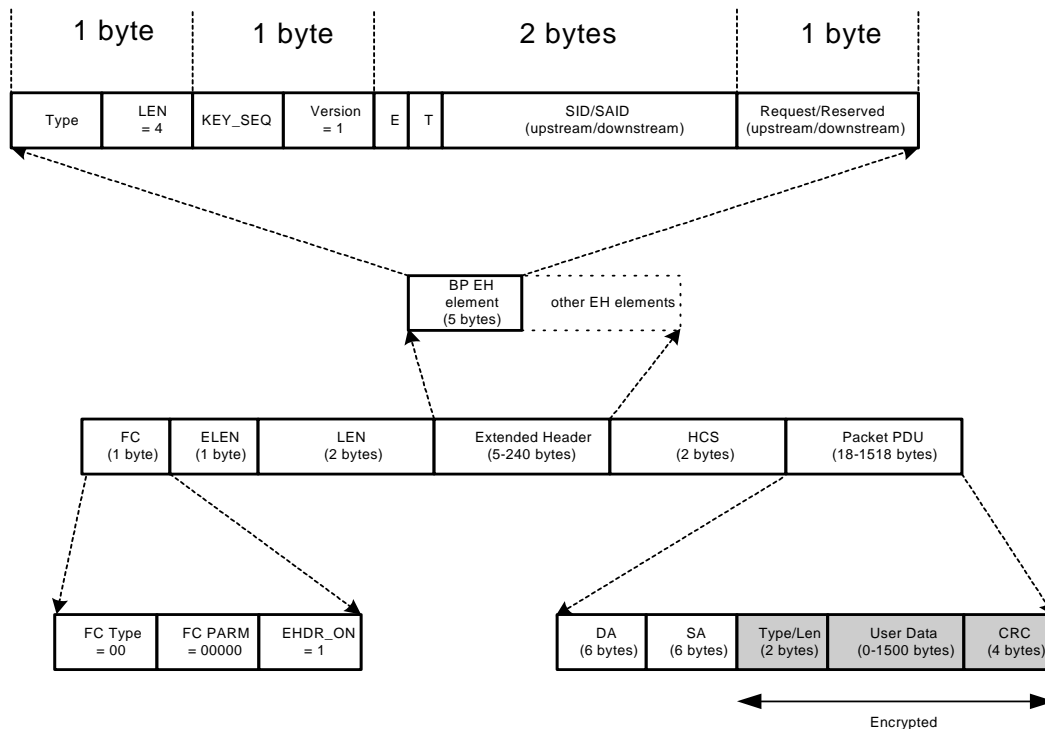 1 byte
1 byte
2 bytes
1 byte
Type
LEN
= 4
KEY_SEQ
Version
= 1
E
T
SID/SAID
(upstream/downstream)
Request/Reserved
(upstream/downstream)
BP EH
element
(5 bytes)
other EH elements
FC
(1 byte)
ELEN
(1 byte)
LEN
(2 bytes)
Extended Header
(5-240 bytes)
HCS
(2 bytes)
Packet PDU
(18-1518 bytes)
FC Type
= 00
FC PARM
= 00000
EHDR_ON
= 1
DA
(6 bytes)
SA
(6 bytes)
Type/Len
(2 bytes)
User Data
(0-1500 bytes)
CRC
(4 bytes)
Encrypted